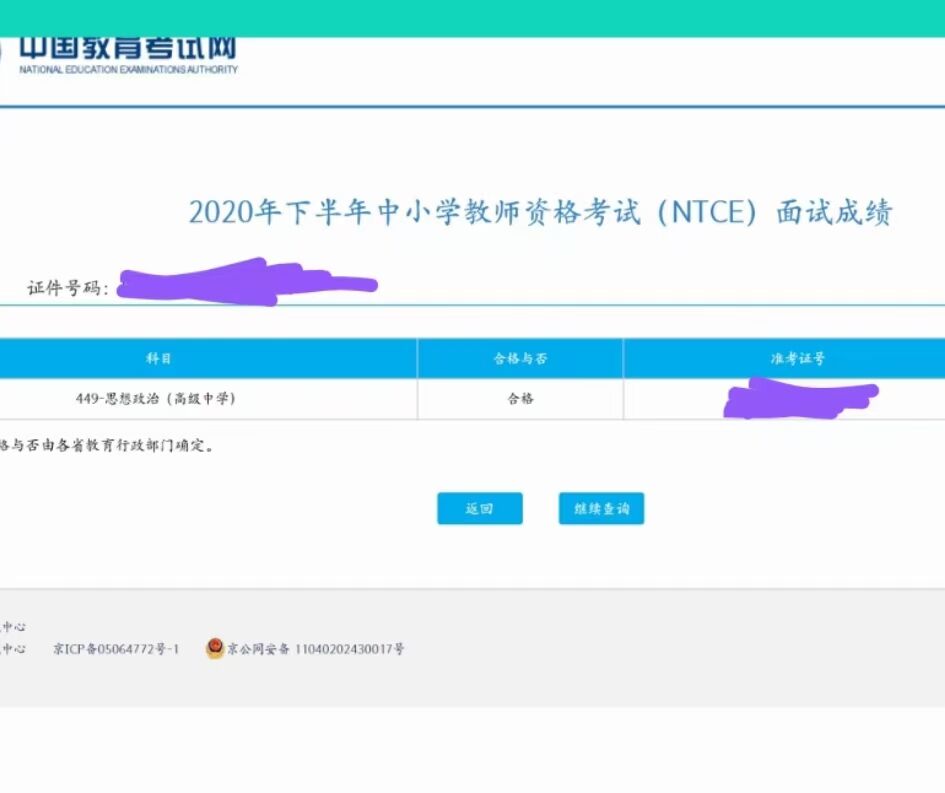 中国教育考试网
NATIONAL EDUCATION EXAMINATIONS AUTHORITY
2020年下半年中小学教师资格考试（NTCE）面试成绩
证件号码:
科目 合格与否 准考证号
449-思想政治（高级中学） 合格
格与否由各省教育行政部门确定。
返回 继续查询
中心
中心 京ICP备05064772号-1 京公网安备 11040202430017号